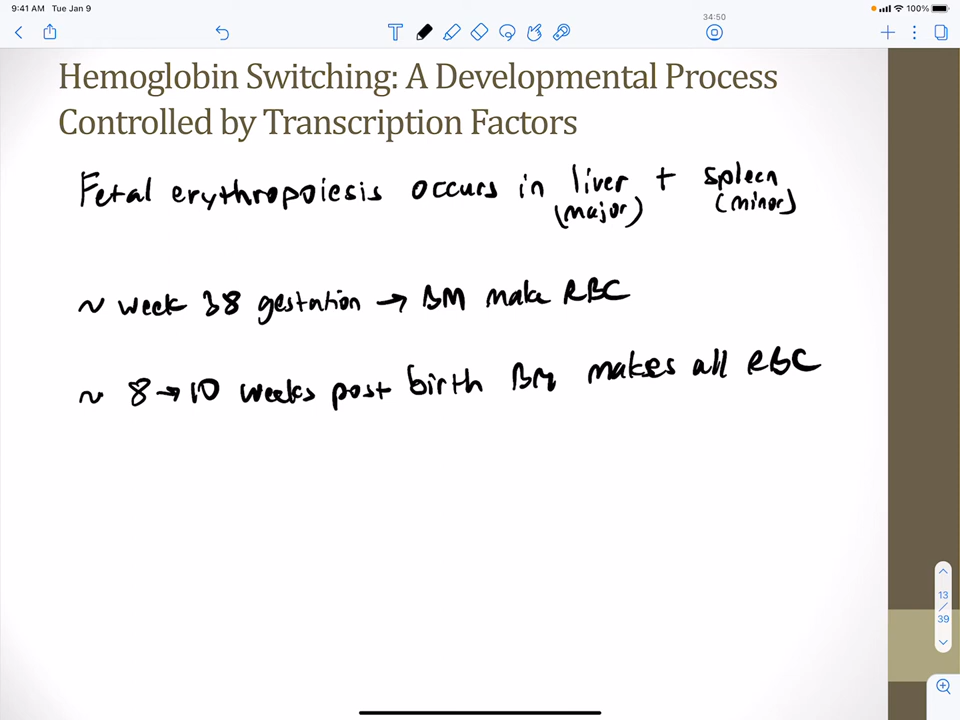 9:41 AM Tue Jan 9
100%
34:50
Hemoglobin Switching: A Developmental Process
Controlled by Transcription Factors
Fetal erythropoiesis occurs in liver + spleen
(major) (minor)
~ week 38 gestation → BM make RBC
~ 8 → 10 weeks post birth BM makes all RBC
13
/
39